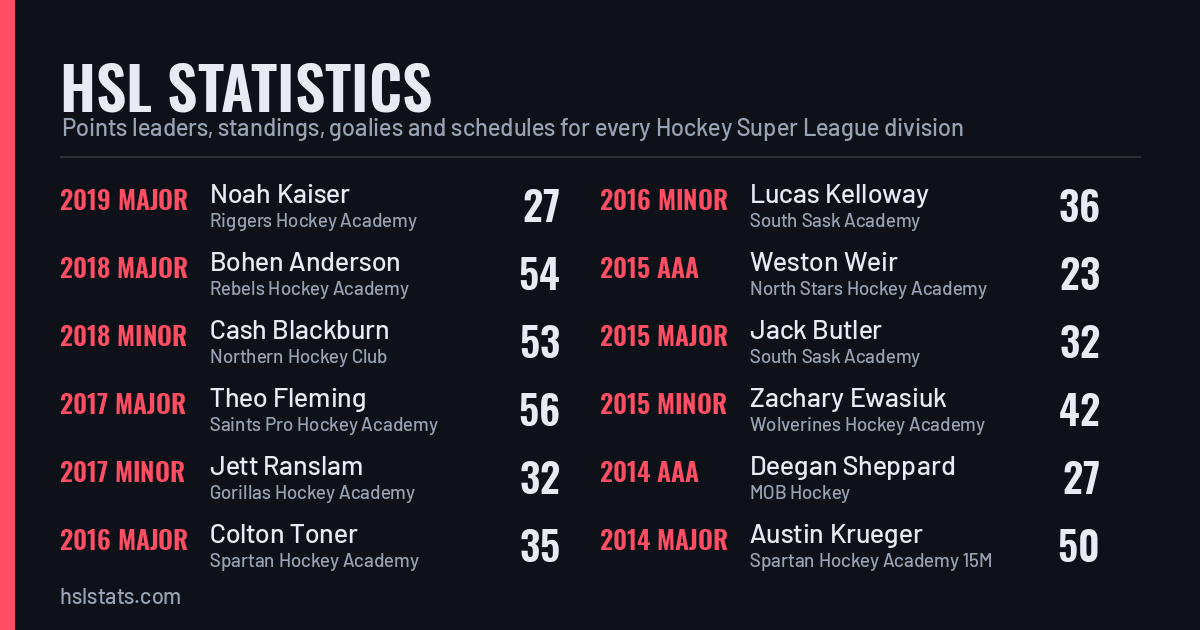 HSL STATISTICS
Points leaders, standings, goalies and schedules for every Hockey Super League division
2019 MAJOR Noah Kaiser 27
Riggers Hockey Academy
2018 MAJOR Bohen Anderson 54
Rebels Hockey Academy
2018 MINOR Cash Blackburn 53
Northern Hockey Club
2017 MAJOR Theo Fleming 56
Saints Pro Hockey Academy
2017 MINOR Jett Ranslam 32
Gorillas Hockey Academy
2016 MAJOR Colton Toner 35
Spartan Hockey Academy
2016 MINOR Lucas Kelloway 36
South Sask Academy
2015 AAA Weston Weir 23
North Stars Hockey Academy
2015 MAJOR Jack Butler 32
South Sask Academy
2015 MINOR Zachary Ewasiuk 42
Wolverines Hockey Academy
2014 AAA Deegan Sheppard 27
MOB Hockey
2014 MAJOR Austin Krueger 50
Spartan Hockey Academy 15M
hslstats.com